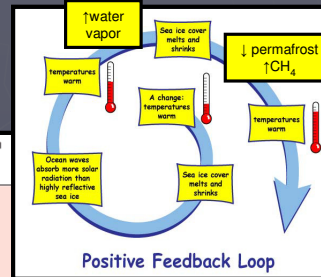 ↑water
vapor
Sea ice cover
melts and
shrinks
↓ permafrost
↑CH₄
temperatures
warm
A change:
temperatures
warm
temperatures
warm
Ocean waves
absorb more solar
radiation than
highly reflective
sea ice
Sea ice cover
melts and
shrinks
Positive Feedback Loop